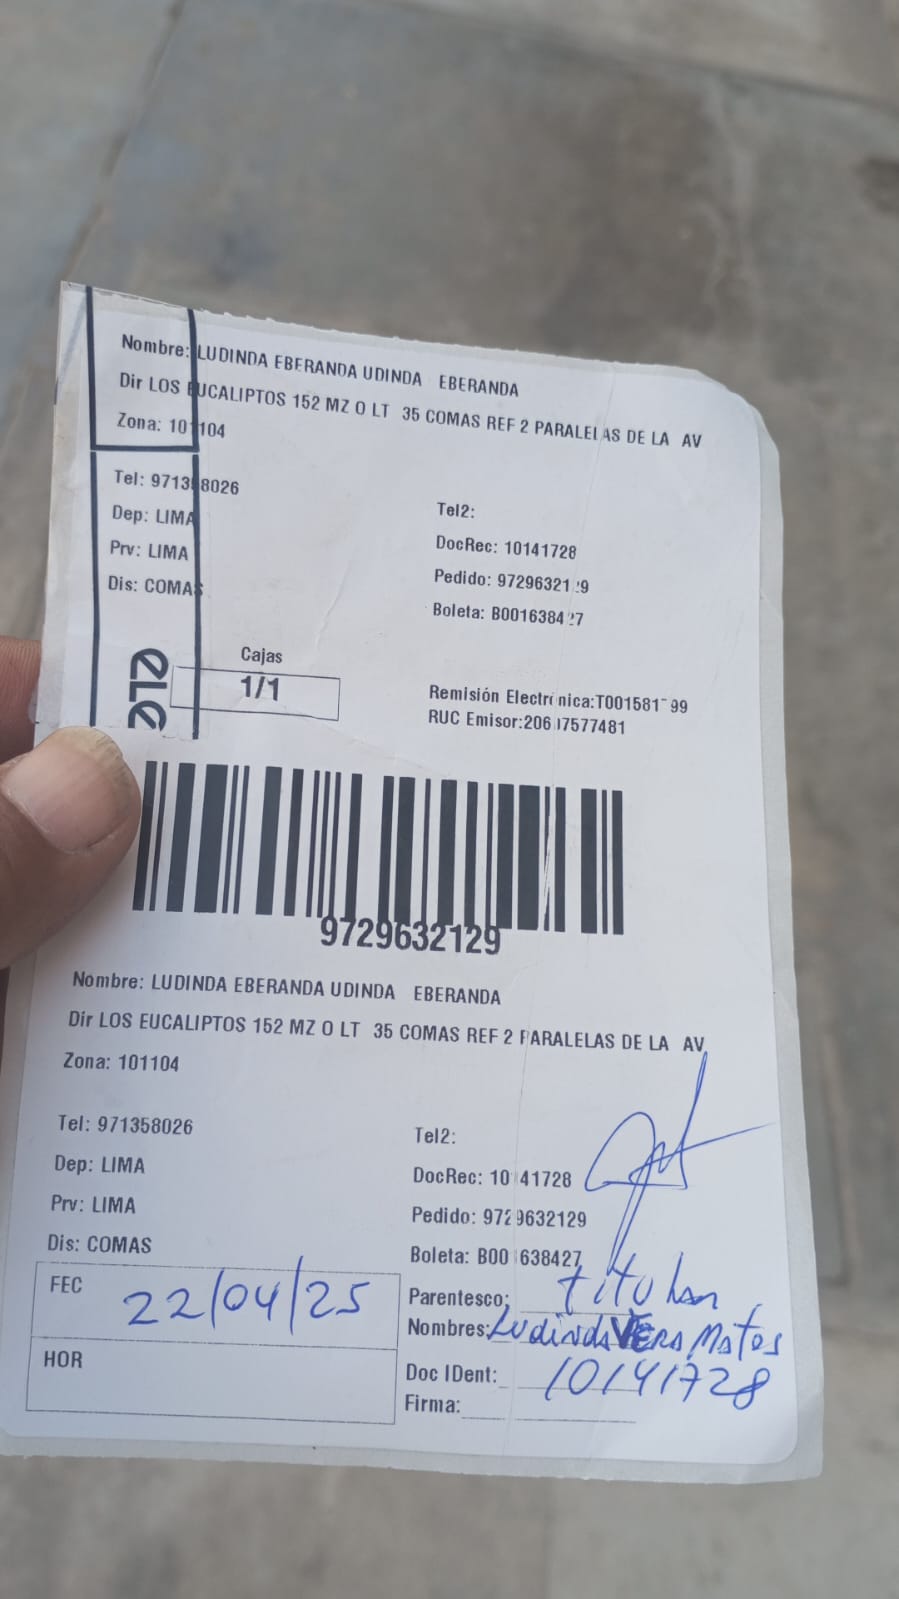 Nombre: LUDINDA EBERANDA UDINDA EBERANDA
Dir LOS EUCALIPTOS 152 MZ O LT 35 COMAS REF 2 PARALELAS DE LA AV
Zona: 101104
Tel: 971358026
Tel2:
Dep: LIMA
DocRec: 10141728
Prv: LIMA
Pedido: 9729632129
Dis: COMAS
Boleta: B001638427
Cajas
1/1
Remisión Electrónica:T001581 99
RUC Emisor:206 7577481
9729632129
Nombre: LUDINDA EBERANDA UDINDA EBERANDA
Dir LOS EUCALIPTOS 152 MZ O LT 35 COMAS REF 2 PARALELAS DE LA AV
Zona: 101104
Tel: 971358026
Tel2:
Dep: LIMA
DocRec: 10141728
Prv: LIMA
Pedido: 9729632129
Dis: COMAS
Boleta: B001638427
FEC 22/04/25
Parentesco: titular
Nombres: Ludinda VERA Matos
HOR
Doc IDent: 10141728
Firma: